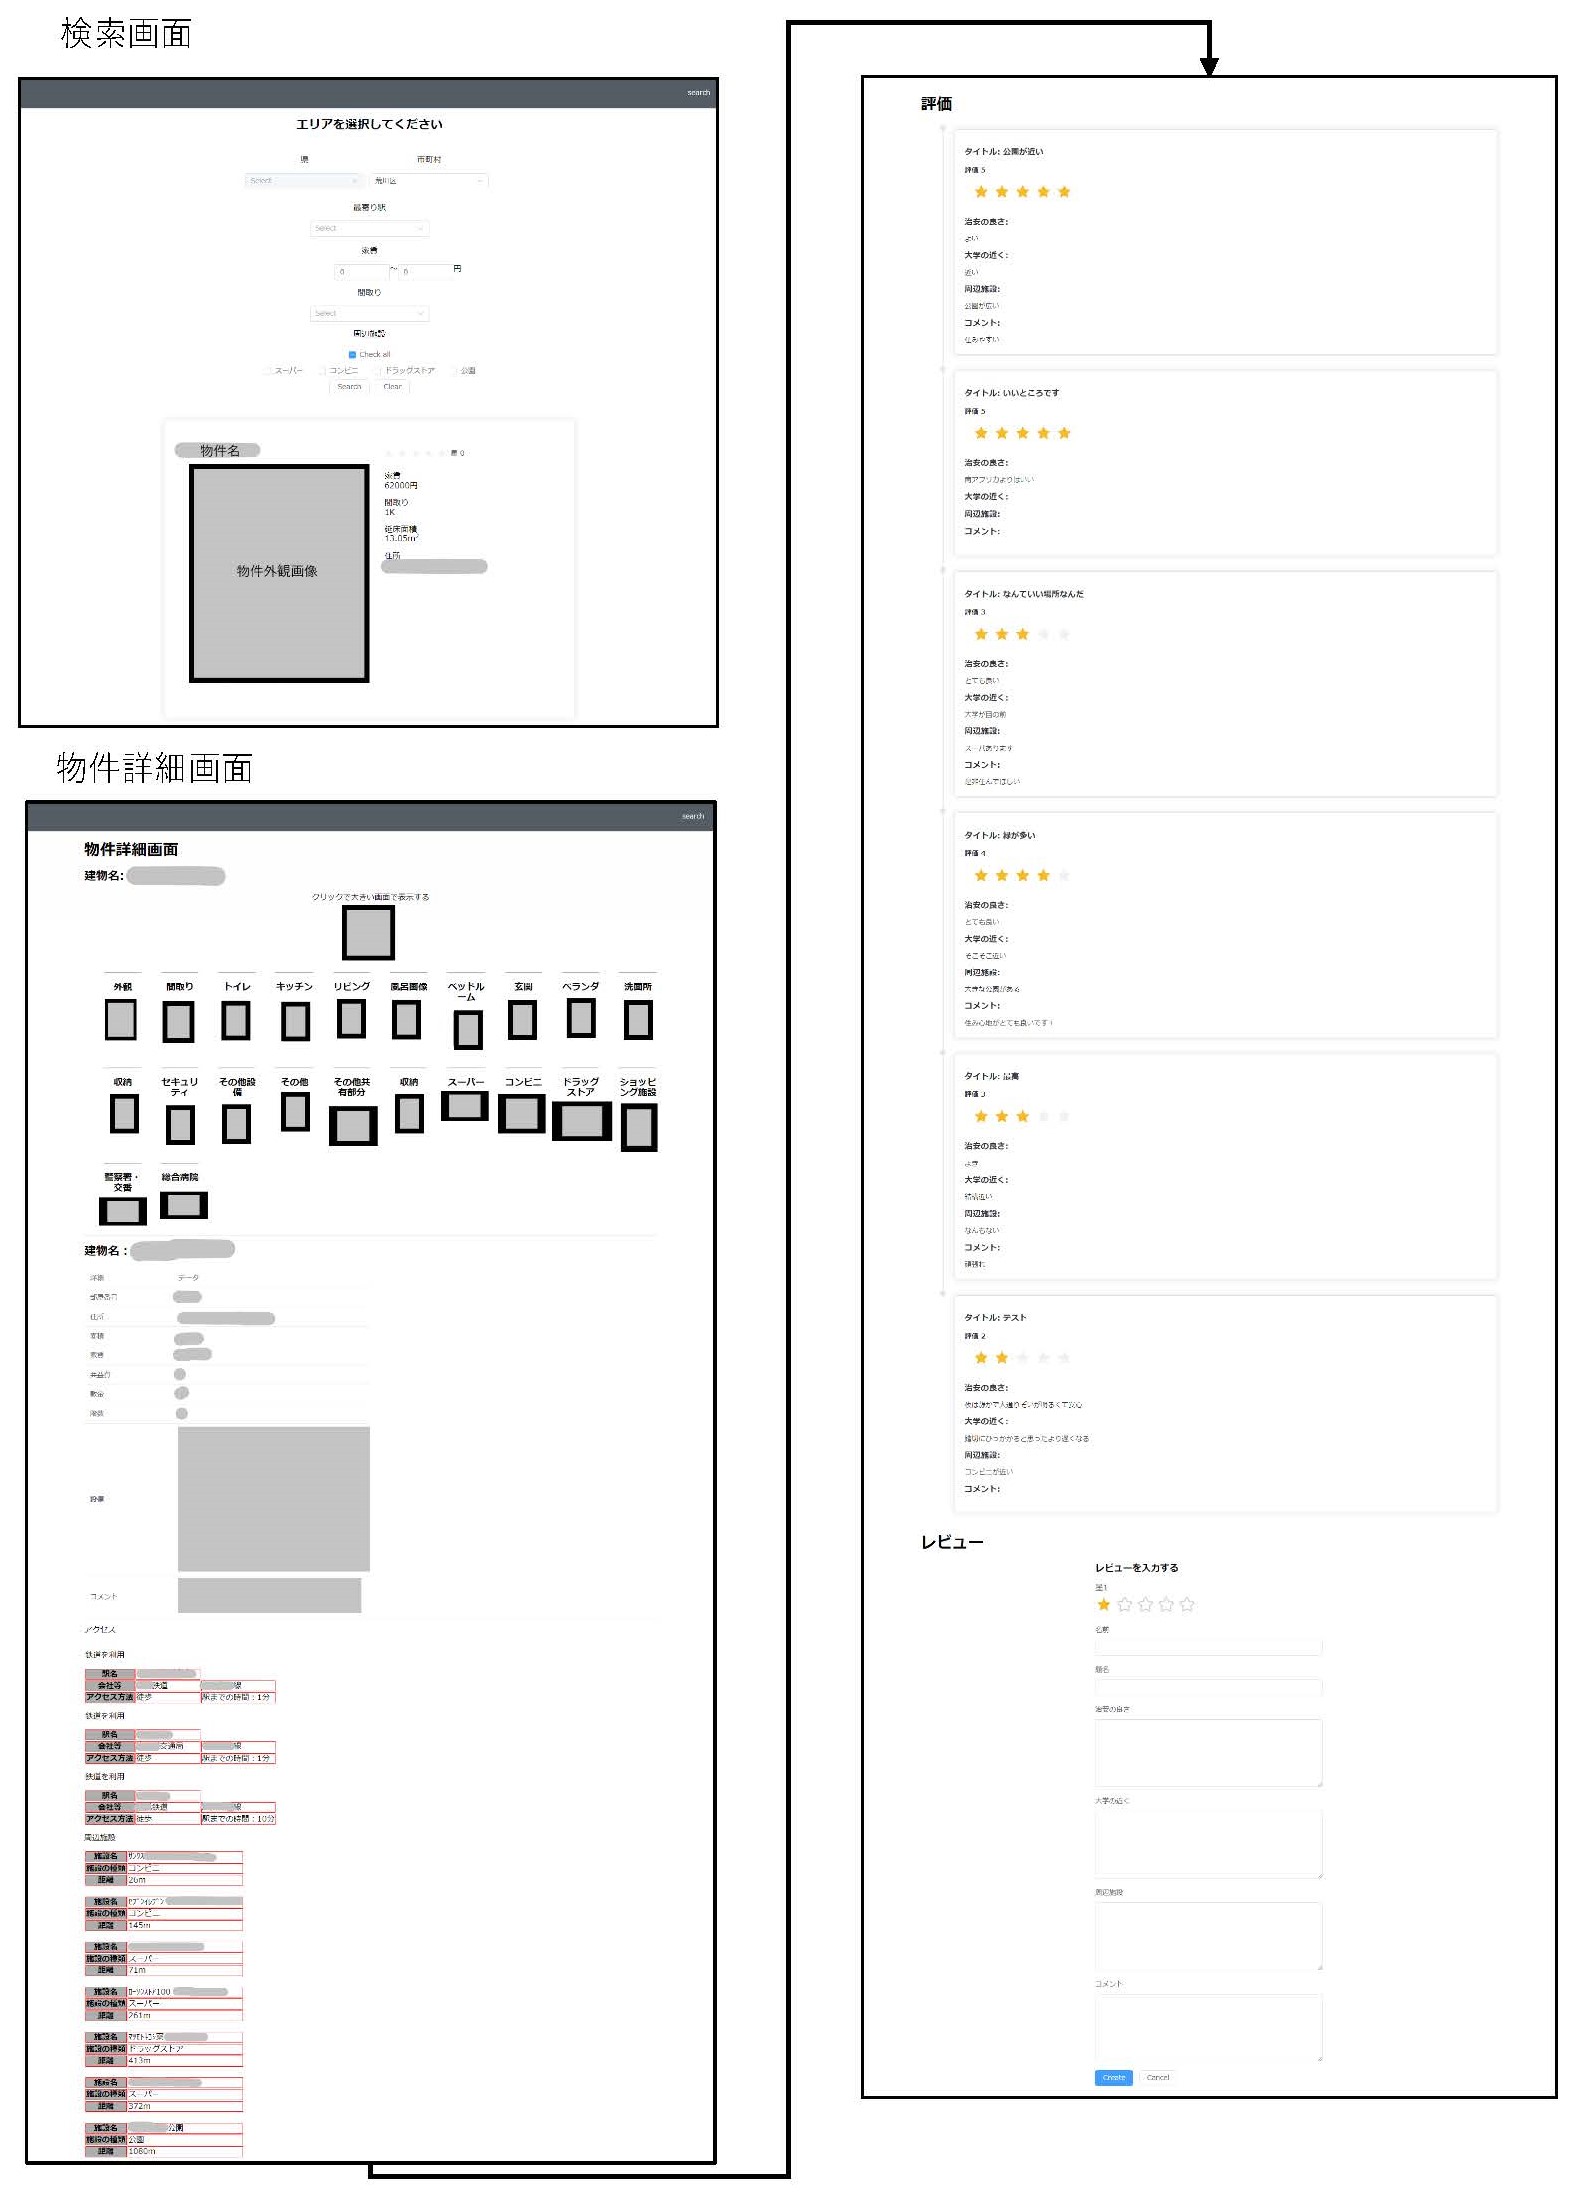 検索画面
search
エリアを選択してください
県 市町村
Select 荒川区
最寄り駅
Select
家賃
0 ~ 0 円
間取り
Select
周辺施設
Check all
スーパー コンビニ ドラッグストア 公園
Search Clear
物件名
星 0
家賃
62000円
間取り
1K
延床面積
13.05m²
住所
物件外観画像
物件詳細画面
search
物件詳細画面
建物名:
クリックで大きい画面で表示する
外観 間取り トイレ キッチン リビング 風呂画像 ベッドルーム 玄関 ベランダ 洗面所
収納 セキュリティ その他設備 その他 その他共有部分 収納 スーパー コンビニ ドラッグストア ショッピング施設
警察署・交番 総合病院
建物名：
詳細 データ
部屋番号
住所
面積
家賃
共益費
敷金
階数
設備
コメント
アクセス
鉄道を利用
駅名
会社等 鉄道 線
アクセス方法 徒歩 駅までの時間：1分
鉄道を利用
駅名
会社等 交通局 線
アクセス方法 徒歩 駅までの時間：1分
鉄道を利用
駅名
会社等 鉄道 線
アクセス方法 徒歩 駅までの時間：10分
周辺施設
施設名 ｻﾝｸｽ
施設の種類 コンビニ
距離 26m
施設名 ｾﾌﾞﾝｲﾚﾌﾞﾝ
施設の種類 コンビニ
距離 145m
施設名
施設の種類 スーパー
距離 71m
施設名 ﾛｰｿﾝｽﾄｱ100
施設の種類 スーパー
距離 261m
施設名 ﾏﾂﾓﾄｷﾖｼ薬
施設の種類 ドラッグストア
距離 413m
施設名
施設の種類 スーパー
距離 372m
施設名 公園
施設の種類 公園
距離 1080m
評価
タイトル: 公園が近い
評価 5
治安の良さ:
よい
大学の近く:
近い
周辺施設:
公園が広い
コメント:
住みやすい
タイトル: いいところです
評価 5
治安の良さ:
南アフリカよりはいい
大学の近く:
周辺施設:
コメント:
タイトル: なんていい場所なんだ
評価 3
治安の良さ:
とても良い
大学の近く:
大学が目の前
周辺施設:
スーパあります
コメント:
是非住んでほしい
タイトル: 緑が多い
評価 4
治安の良さ:
とても良い
大学の近く:
そこそこ近い
周辺施設:
大きな公園がある
コメント:
住み心地がとても良いです！
タイトル: 最高
評価 3
治安の良さ:
よき
大学の近く:
結構近い
周辺施設:
なんもない
コメント:
頑張れ
タイトル: テスト
評価 2
治安の良さ:
夜は静かで大通りぞいが明るくて安心
大学の近く:
踏切にひっかかると思ったより遅くなる
周辺施設:
コンビニが近い
コメント:
レビュー
レビューを入力する
星1
名前
題名
治安の良さ
大学の近く
周辺施設
コメント
Create Cancel